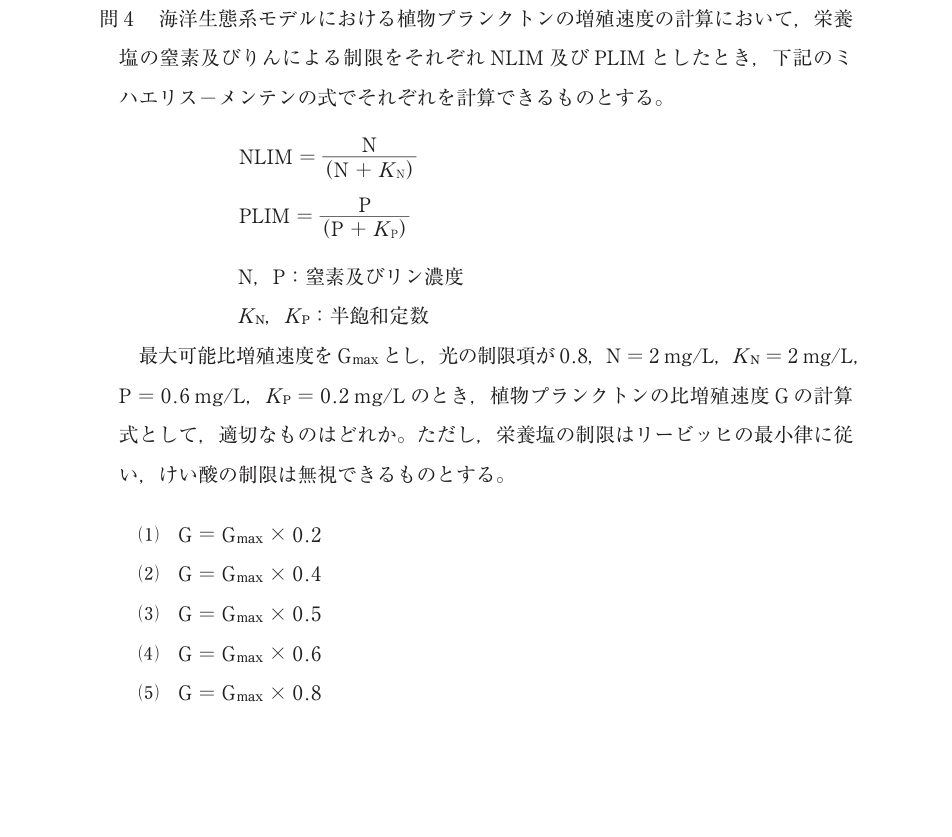 問4 海洋生態系モデルにおける植物プランクトンの増殖速度の計算において，栄養
塩の窒素及びりんによる制限をそれぞれ NLIM 及び PLIM としたとき，下記のミ
ハエリス－メンテンの式でそれぞれを計算できるものとする。
NLIM = N / (N + KN)
PLIM = P / (P + KP)
N，P：窒素及びリン濃度
KN，KP：半飽和定数
最大可能比増殖速度を Gmax とし，光の制限項が 0.8，N = 2 mg/L，KN = 2 mg/L，
P = 0.6 mg/L，KP = 0.2 mg/L のとき，植物プランクトンの比増殖速度 G の計算
式として，適切なものはどれか。ただし，栄養塩の制限はリービッヒの最小律に従
い，けい酸の制限は無視できるものとする。
(1) G = Gmax × 0.2
(2) G = Gmax × 0.4
(3) G = Gmax × 0.5
(4) G = Gmax × 0.6
(5) G = Gmax × 0.8